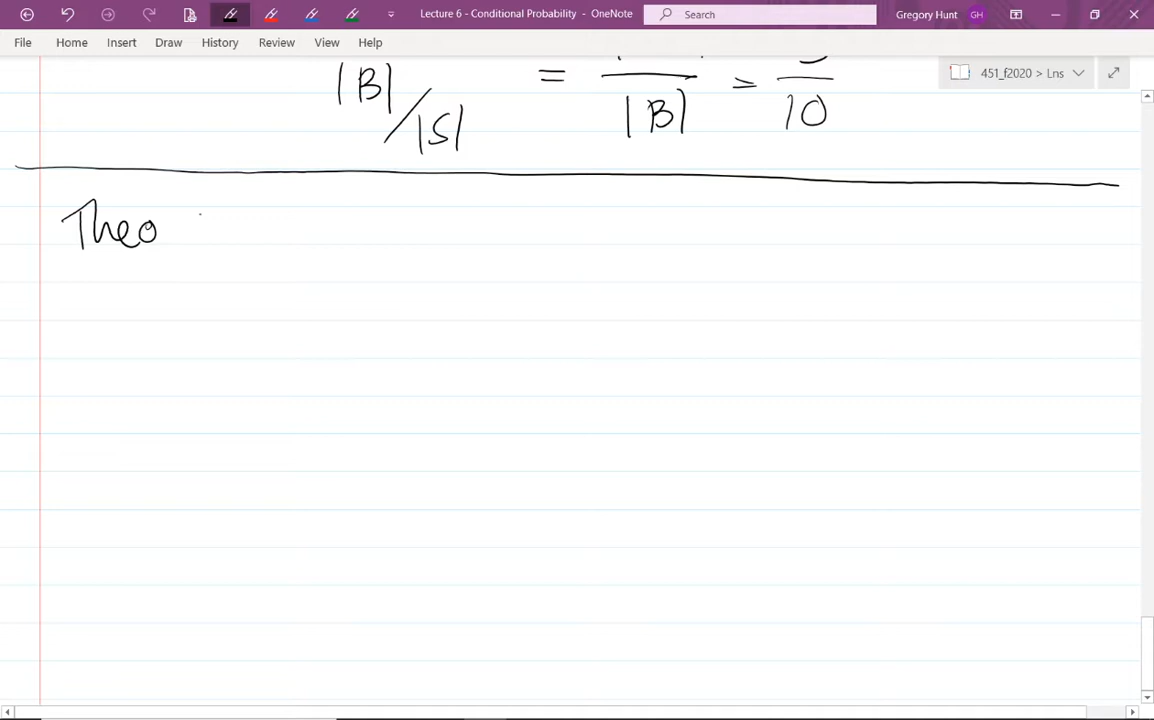 Lecture 6 - Conditional Probability - OneNote
Search
Gregory Hunt
GH
File Home Insert Draw History Review View Help
451_f2020 > Lns
|B| / |S| = |B| = 10
Theo